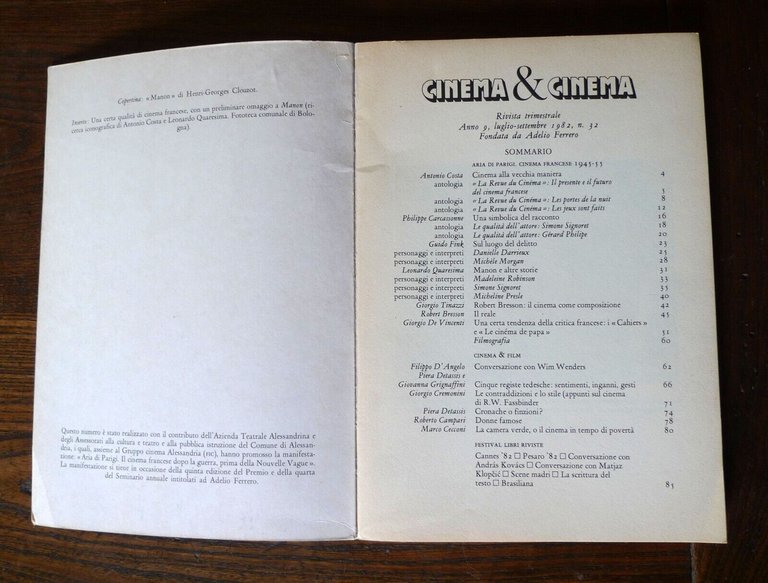 Copertina: «Manon» di Henri-Georges Clouzot.
Inserto: Una certa qualità di cinema francese, con un preliminare omaggio a Manon (ri-
cerca iconografica di Antonio Costa e Leonardo Quaresima. Fototeca comunale di Bolo-
gna).
Questo numero è stato realizzato con il contributo dell'Azienda Teatrale Alessandrina e
degli Assessorati alla cultura e teatro e alla pubblica istruzione del Comune di Alessan-
dria, i quali, assieme al Gruppo cinema Alessandria (FIC), hanno promosso la manifesta-
zione: «Aria di Parigi. Il cinema francese dopo la guerra, prima della Nouvelle Vague».
La manifestazione si tiene in occasione della quinta edizione del Premio e della quarta
del Seminario annuale intitolati ad Adelio Ferrero.
CINEMA & CINEMA
Rivista trimestrale
Anno 9, luglio-settembre 1982, n. 32
Fondata da Adelio Ferrero
SOMMARIO
ARIA DI PARIGI. CINEMA FRANCESE 1945-55
Antonio Costa Cinema alla vecchia maniera 4
antologia «La Revue du Cinéma»: Il presente e il futuro
del cinema francese 5
antologia «La Revue du Cinéma»: Les portes de la nuit 8
antologia «La Revue du Cinéma»: Les jeux sont faits 12
Philippe Carcassonne Una simbolica del racconto 16
antologia Le qualità dell'attore: Simone Signoret 18
antologia Le qualità dell'attore: Gérard Philipe 20
Guido Fink Sul luogo del delitto 23
personaggi e interpreti Danielle Darrieux 25
personaggi e interpreti Michèle Morgan 28
Leonardo Quaresima Manon e altre storie 31
personaggi e interpreti Madeleine Robinson 33
personaggi e interpreti Simone Signoret 35
personaggi e interpreti Micheline Presle 40
Giorgio Tinazzi Robert Bresson: il cinema come composizione 42
Robert Bresson Il reale 45
Giorgio De Vincenti Una certa tendenza della critica francese: i «Cahiers»
e «Le cinéma de papa» 51
Filmografia 60
CINEMA & FILM
Filippo D'Angelo Conversazione con Wim Wenders 62
Piera Detassis e
Giovanna Grignaffini Cinque registe tedesche: sentimenti, inganni, gesti 66
Giorgio Cremonini Le contraddizioni e lo stile (appunti sul cinema
di R.W. Fassbinder 71
Piera Detassis Cronache o finzioni? 74
Roberto Campari Donne famose 78
Marco Cecconi La camera verde, o il cinema in tempo di povertà 80
FESTIVAL LIBRI RIVISTE
Cannes '82 □ Pesaro '82 □ Conversazione con
András Kovács □ Conversazione con Matjaz
Klopčič □ Scene madri □ La scrittura del
testo □ Brasiliana 85